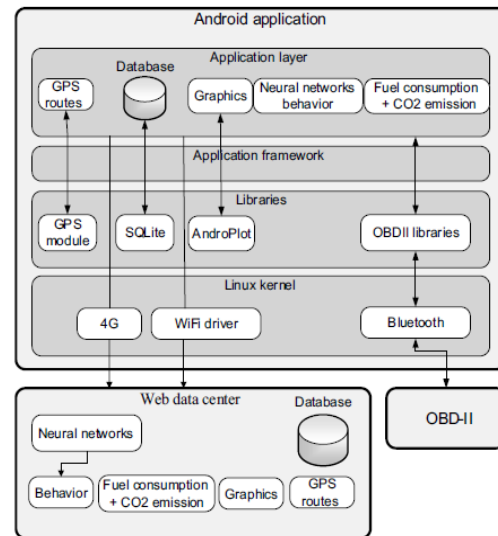 Android application
Application layer
GPS
routes
Database
Graphics
Neural networks
behavior
Fuel consumption
+ CO2 emission
Application framework
Libraries
GPS
module
SQLite
AndroPlot
OBDII libraries
Linux kernel
4G
WiFi driver
Bluetooth
Web data center
Neural networks
Database
Behavior
Fuel consumption
+ CO2 emission
Graphics
GPS
routes
OBD-II